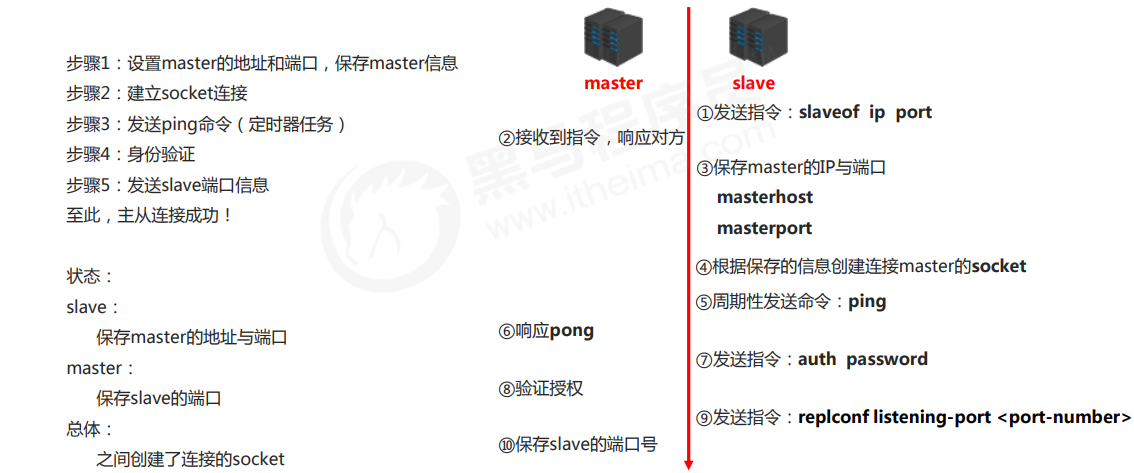 步骤1：设置master的地址和端口，保存master信息
步骤2：建立socket连接
步骤3：发送ping命令（定时器任务）
步骤4：身份验证
步骤5：发送slave端口信息
至此，主从连接成功！
状态：
slave：
保存master的地址与端口
master：
保存slave的端口
总体：
之间创建了连接的socket
master
slave
①发送指令：slaveof ip port
②接收到指令，响应对方
③保存master的IP与端口
masterhost
masterport
④根据保存的信息创建连接master的socket
⑤周期性发送命令：ping
⑥响应pong
⑦发送指令：auth password
⑧验证授权
⑨发送指令：replconf listening-port <port-number>
⑩保存slave的端口号
黑马程序员
www.itheima.com